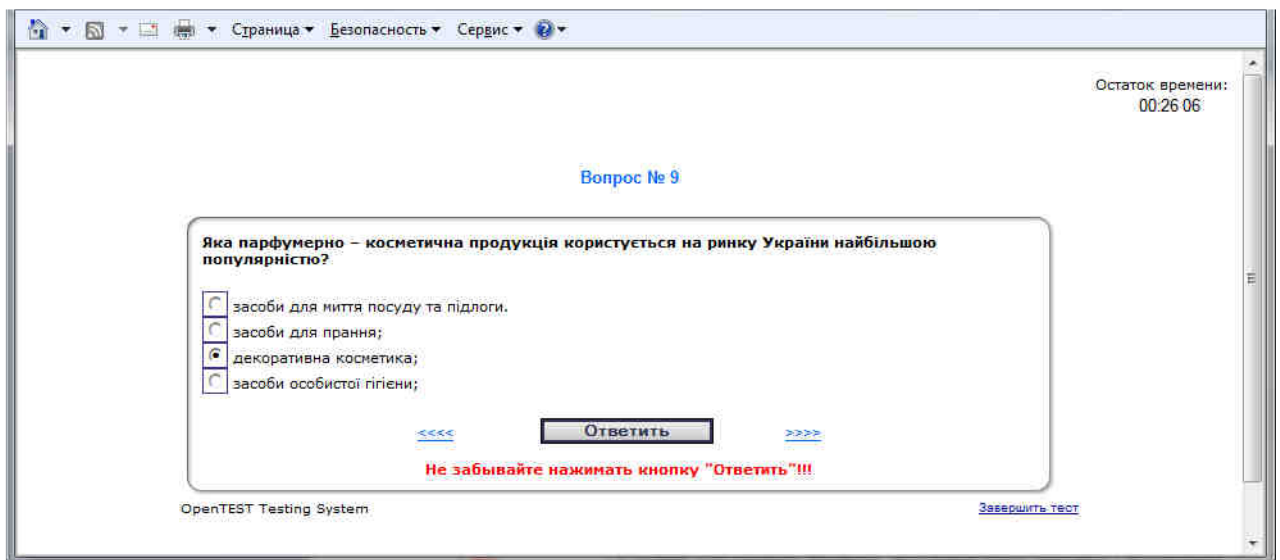 Страница Безопасность Сервис
Остаток времени:
00:26 06
Вопрос № 9
Яка парфумерно – косметична продукція користується на ринку України найбільшою
популярністю?
засоби для миття посуду та підлоги.
засоби для прання;
декоративна косметика;
засоби особистої гігієни;
<<<< Ответить >>>>
Не забывайте нажимать кнопку "Ответить"!!!
OpenTEST Testing System Завершить тест